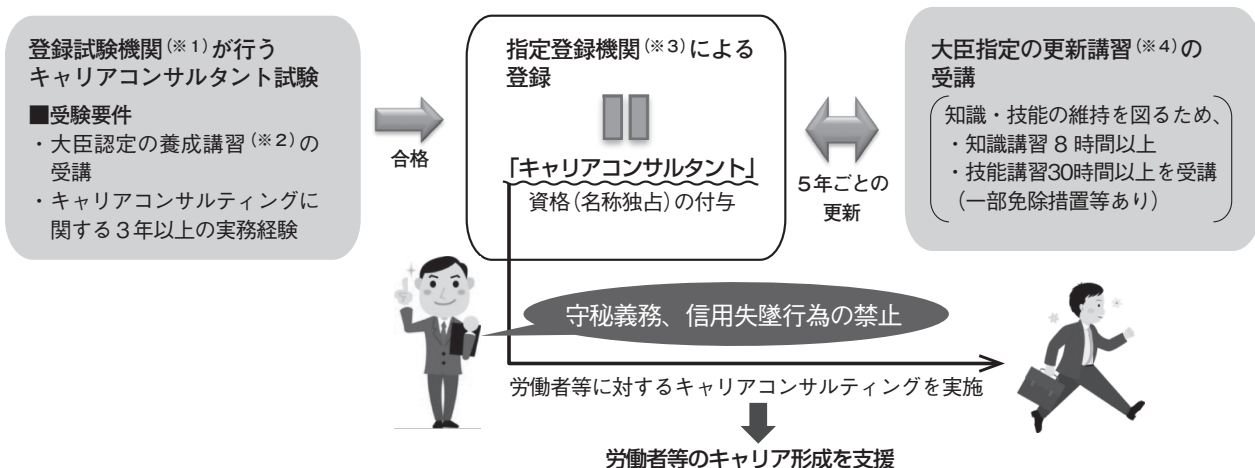 登録試験機関(※1)が行う
キャリアコンサルタント試験
■受験要件
・大臣認定の養成講習(※2)の
受講
・キャリアコンサルティングに
関する3年以上の実務経験
合格
指定登録機関(※3)による
登録
「キャリアコンサルタント」
資格(名称独占)の付与
5年ごとの
更新
大臣指定の更新講習(※4)の
受講
知識・技能の維持を図るため、
・知識講習8時間以上
・技能講習30時間以上を受講
(一部免除措置等あり)
守秘義務、信用失墜行為の禁止
労働者等に対するキャリアコンサルティングを実施
労働者等のキャリア形成を支援